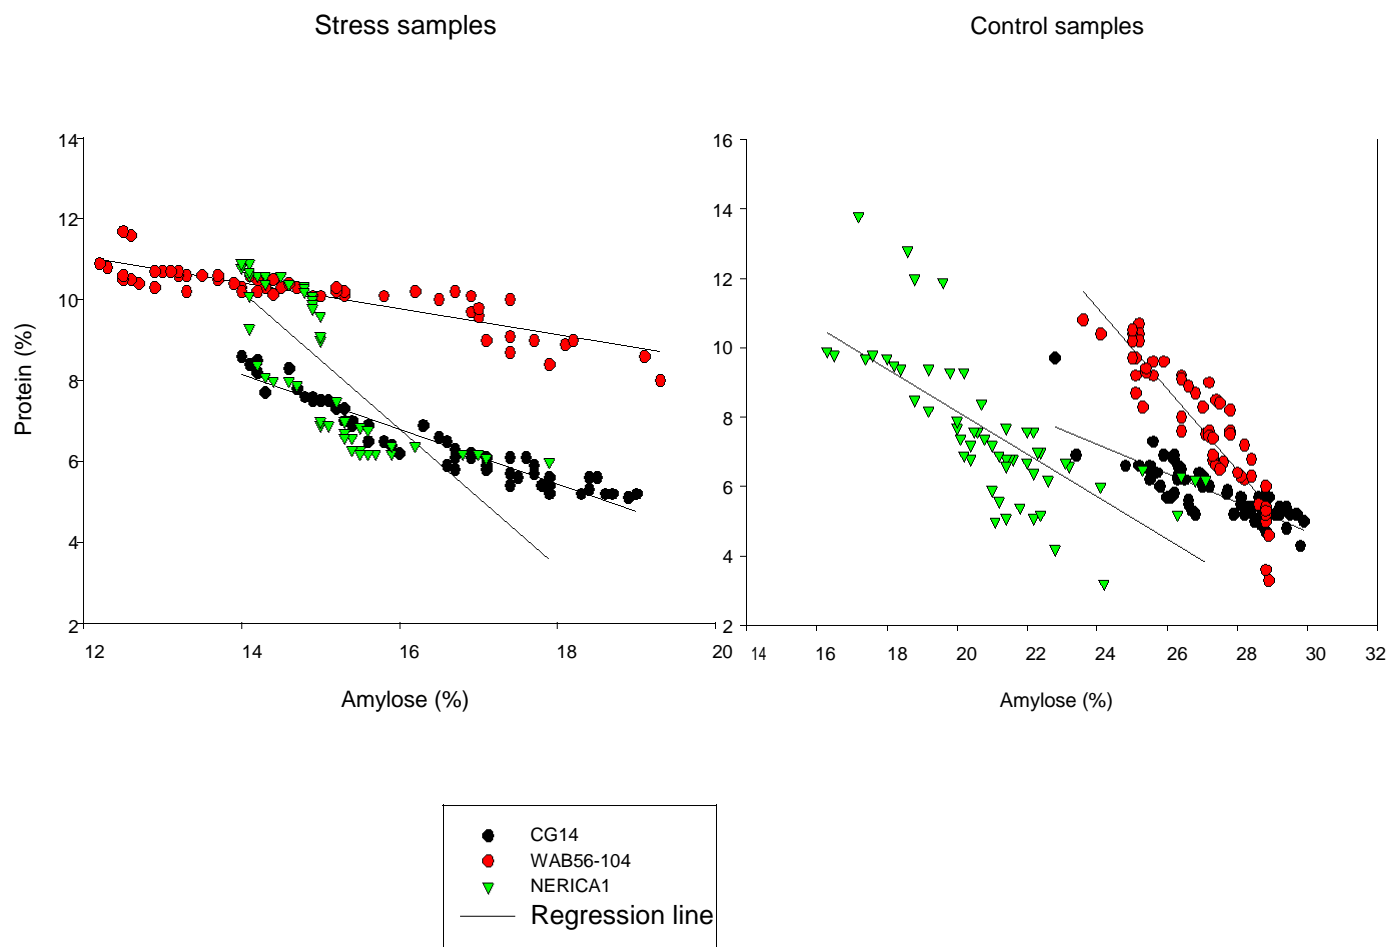 Stress samples
Control samples
14
12
10
8
6
4
2
Protein (%)
12 14 16 18 20
Amylose (%)
16
14
12
10
8
6
4
2
14 16 18 20 22 24 26 28 30 32
Amylose (%)
CG14
WAB56-104
NERICA1
Regression line